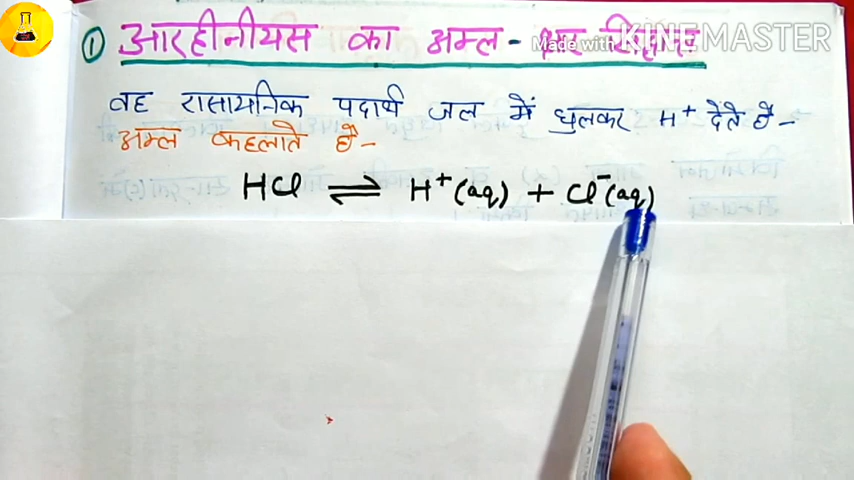 ① आरहीनीयस का अम्ल - क्षार
Made with KINEMASTER
वह रासायनिक पदार्थ जल में घुलकर H⁺ देते है -
अम्ल कहलाते है -
HCl ⇌ H⁺(aq) + Cl⁻(aq)